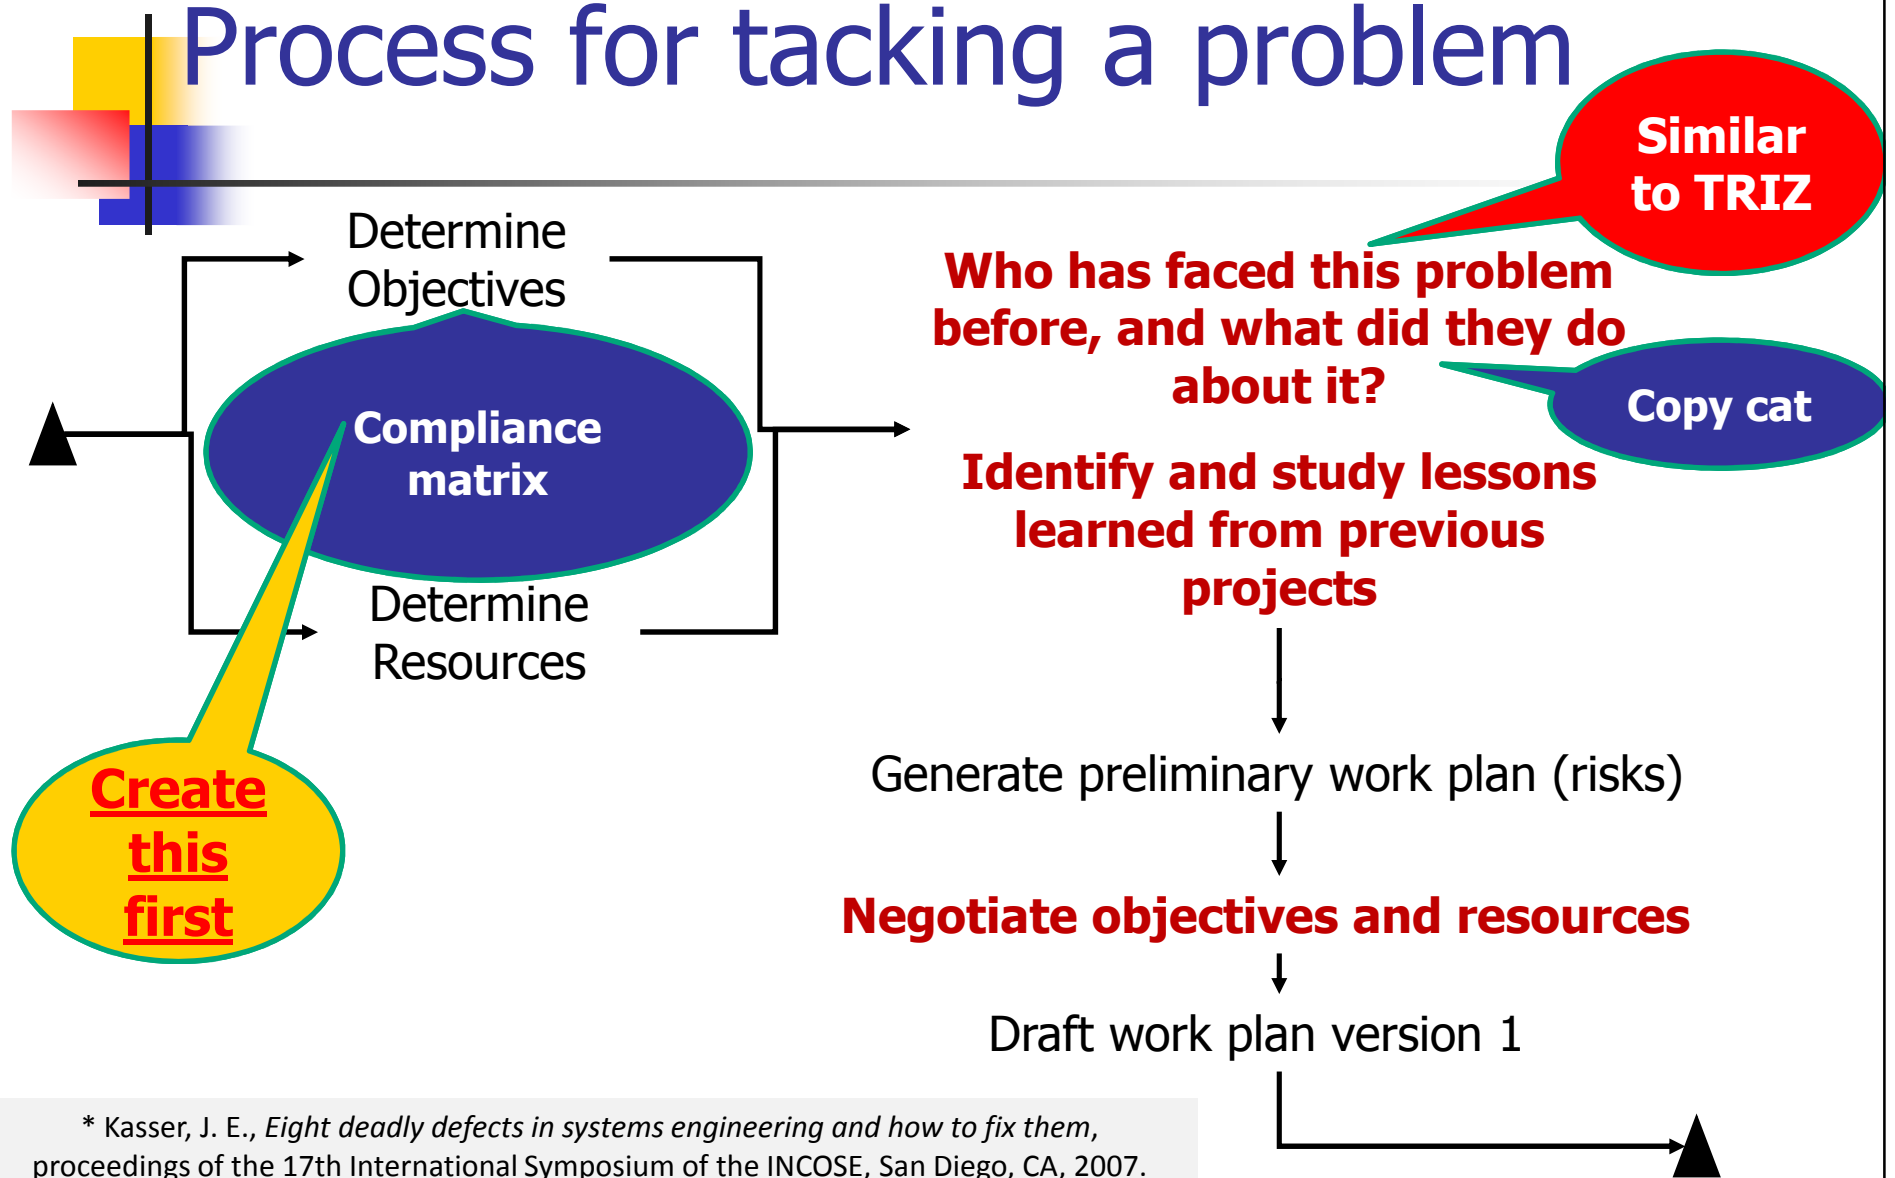 Process for tacking a problem
Similar
to TRIZ
Determine
Objectives
Who has faced this problem
before, and what did they do
about it?
Copy cat
Compliance
matrix
Identify and study lessons
learned from previous
projects
Determine
Resources
Create
this
first
Generate preliminary work plan (risks)
Negotiate objectives and resources
Draft work plan version 1
* Kasser, J. E., Eight deadly defects in systems engineering and how to fix them,
proceedings of the 17th International Symposium of the INCOSE, San Diego, CA, 2007.